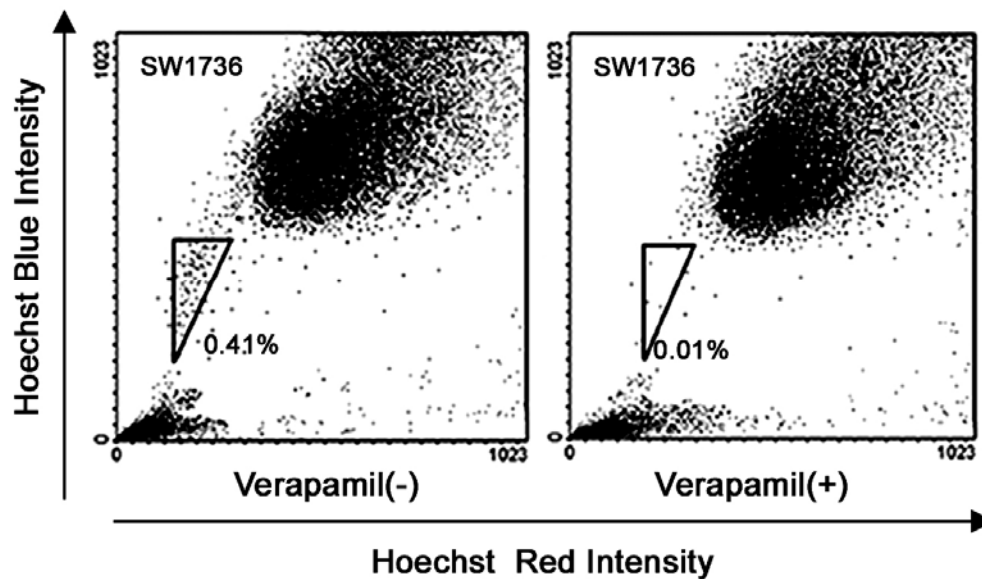 Hoechst Blue Intensity
1023
SW1736
0.41%
0
0
1023
Verapamil(-)
1023
SW1736
0.01%
0
0
1023
Verapamil(+)
Hoechst Red Intensity